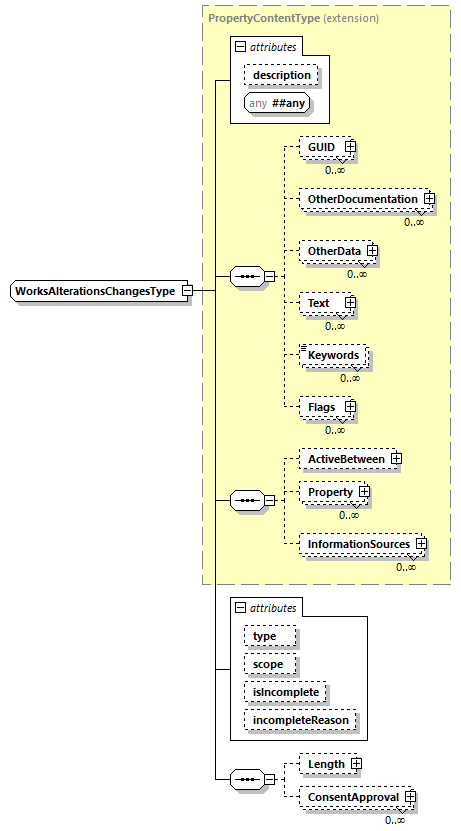 PropertyContentType (extension)
attributes
description
any ##any
GUID
0..∞
OtherDocumentation
0..∞
OtherData
0..∞
WorksAlterationsChangesType
Text
0..∞
Keywords
0..∞
Flags
0..∞
ActiveBetween
Property
0..∞
InformationSources
0..∞
attributes
type
scope
isIncomplete
incompleteReason
Length
ConsentApproval
0..∞